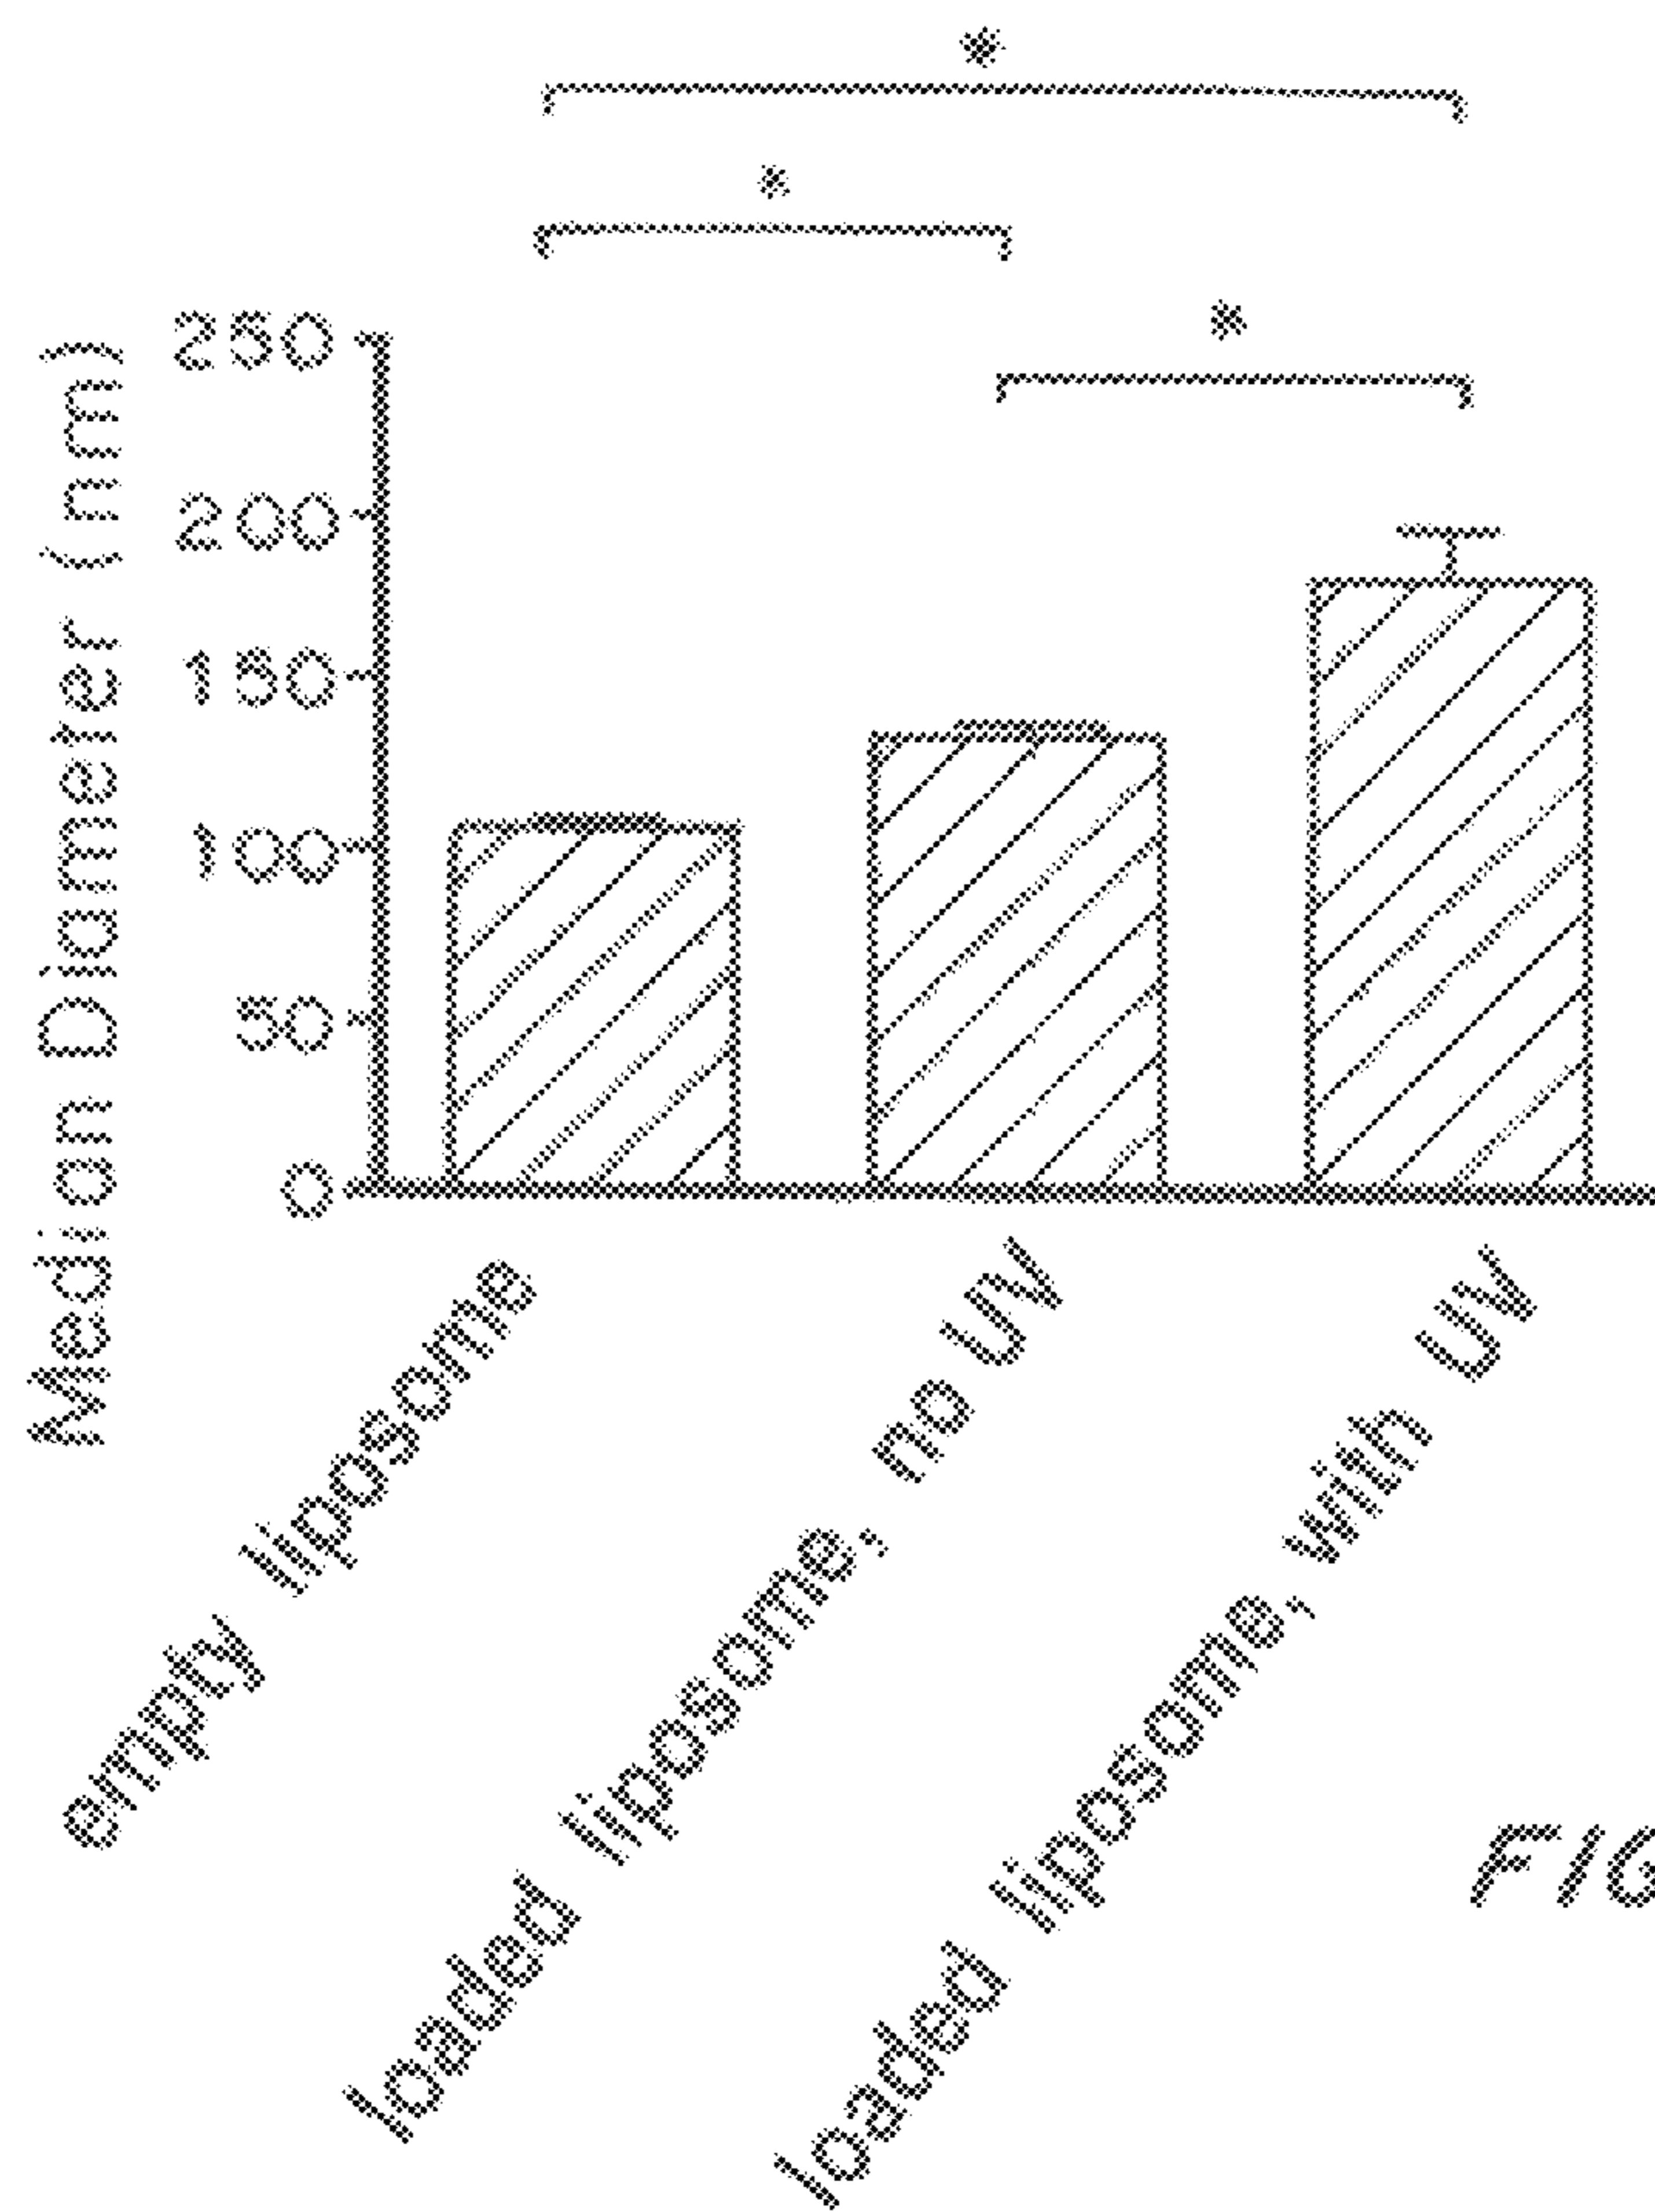 *
*
*
Median Diameter (nm)
250
200
150
100
50
0
empty liposome
loaded liposome, no UV
loaded liposome, with UV
FIG